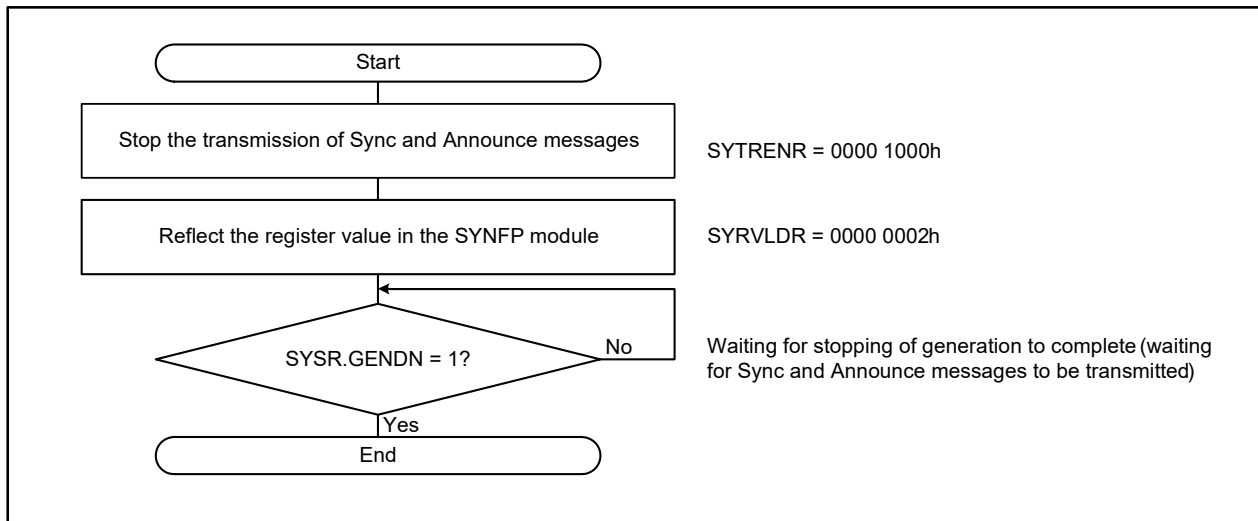 Start
Stop the transmission of Sync and Announce messages
SYTRENR = 0000 1000h
Reflect the register value in the SYNFP module
SYRVLDR = 0000 0002h
SYSR.GENDN = 1?
No
Waiting for stopping of generation to complete (waiting
for Sync and Announce messages to be transmitted)
Yes
End